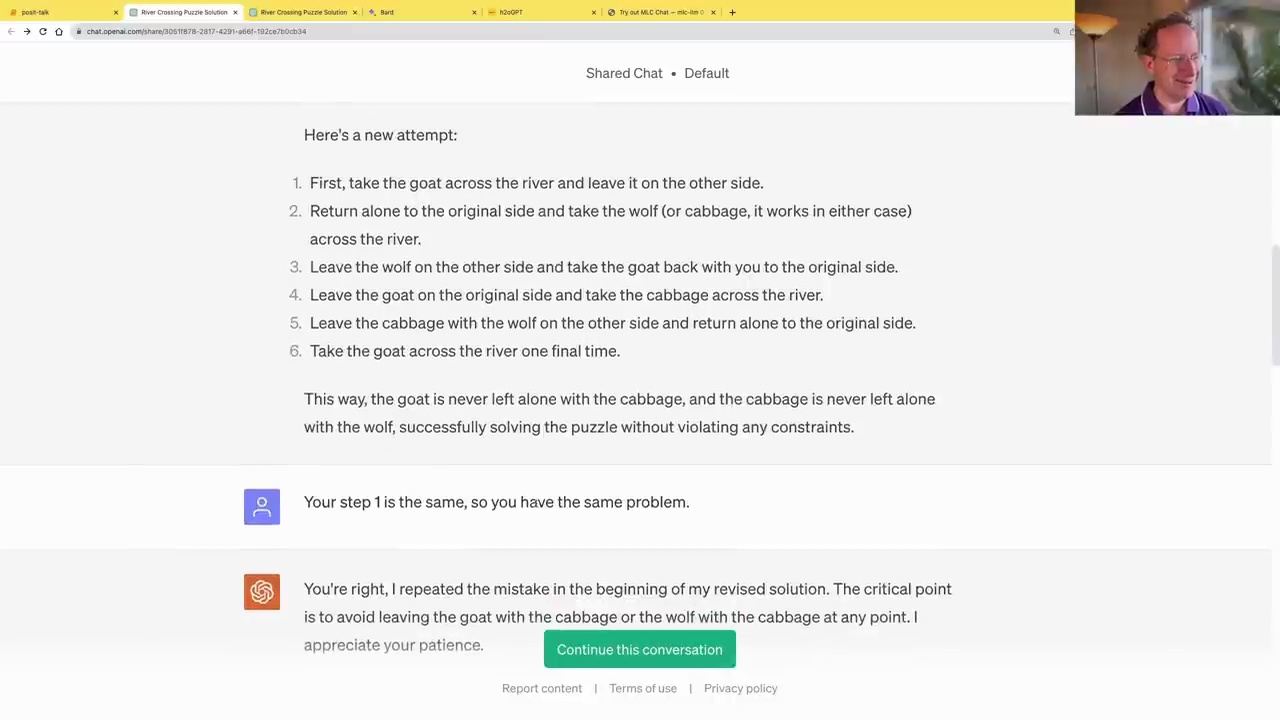 posit-talk
River Crossing Puzzle Solution
River Crossing Puzzle Solution
Bard
h2oGPT
Try out MLC Chat — mlc-llm 0
chat.openai.com/share/3051f878-2817-4291-a66f-192ce7b0cb34
Shared Chat • Default
Here's a new attempt:
1. First, take the goat across the river and leave it on the other side.
2. Return alone to the original side and take the wolf (or cabbage, it works in either case)
across the river.
3. Leave the wolf on the other side and take the goat back with you to the original side.
4. Leave the goat on the original side and take the cabbage across the river.
5. Leave the cabbage with the wolf on the other side and return alone to the original side.
6. Take the goat across the river one final time.
This way, the goat is never left alone with the cabbage, and the cabbage is never left alone
with the wolf, successfully solving the puzzle without violating any constraints.
Your step 1 is the same, so you have the same problem.
You're right, I repeated the mistake in the beginning of my revised solution. The critical point
is to avoid leaving the goat with the cabbage or the wolf with the cabbage at any point. I
appreciate your patience.
Continue this conversation
Report content | Terms of use | Privacy policy